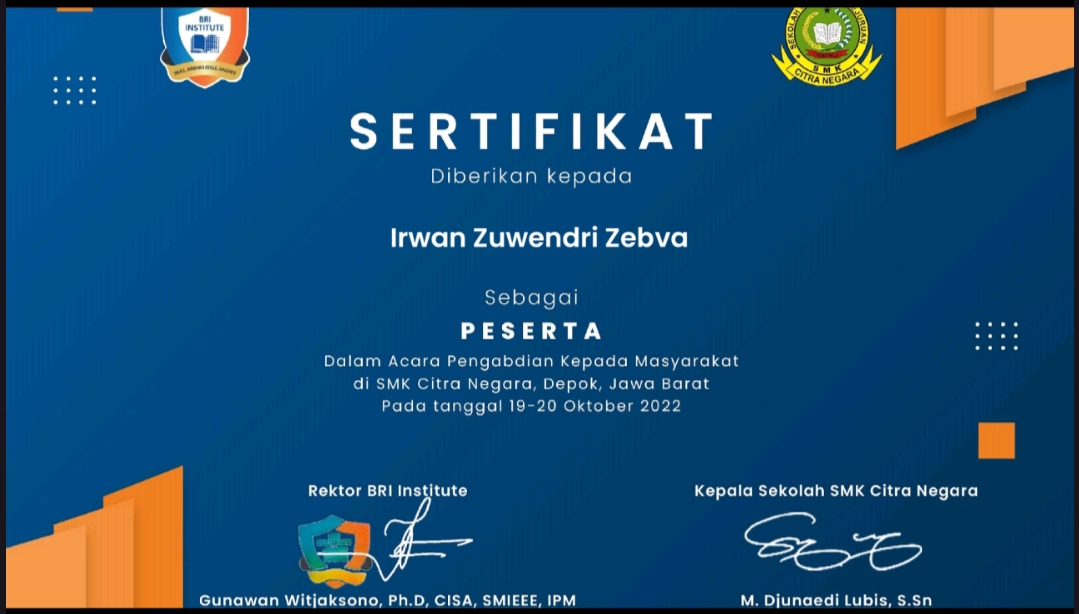 BRI
INSTITUTE
SEKOLAH
SMK
CITRA NEGARA
SERTIFIKAT
Diberikan kepada
Irwan Zuwendri Zebva
Sebagai
PESERTA
Dalam Acara Pengabdian Kepada Masyarakat
di SMK Citra Negara, Depok, Jawa Barat
Pada tanggal 19-20 Oktober 2022
Rektor BRI Institute
Kepala Sekolah SMK Citra Negara
Gunawan Witjaksono, Ph.D, CISA, SMIEEE, IPM
M. Djunaedi Lubis, S.Sn